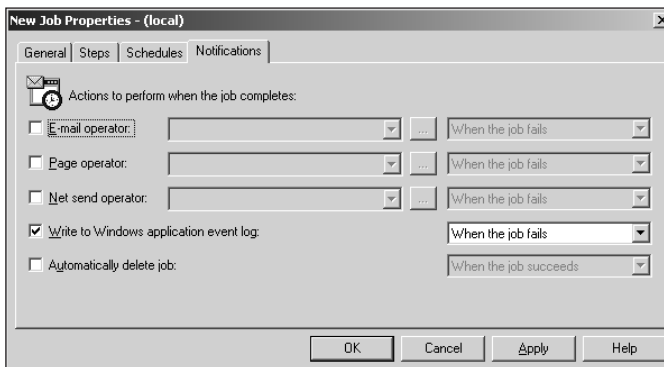 New Job Properties - (local)
General Steps Schedules Notifications
Actions to perform when the job completes:
E-mail operator: ... When the job fails
Page operator: ... When the job fails
Net send operator: ... When the job fails
Write to Windows application event log: When the job fails
Automatically delete job: When the job succeeds
OK Cancel Apply Help